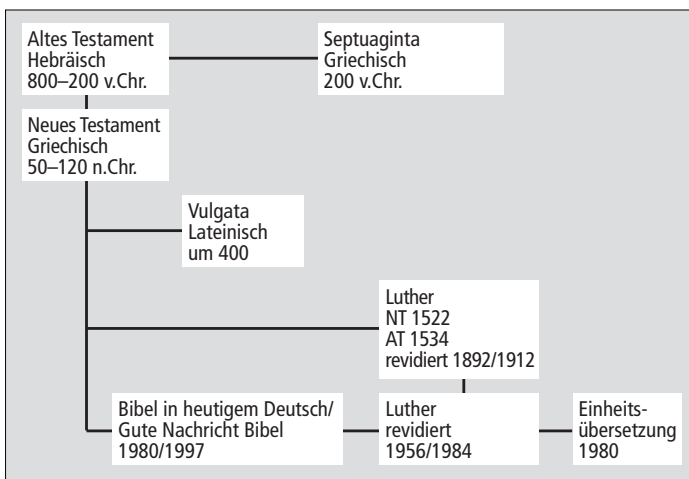 Altes Testament
Hebräisch
800–200 v.Chr.
Septuaginta
Griechisch
200 v.Chr.
Neues Testament
Griechisch
50–120 n.Chr.
Vulgata
Lateinisch
um 400
Luther
NT 1522
AT 1534
revidiert 1892/1912
Bibel in heutigem Deutsch/
Gute Nachricht Bibel
1980/1997
Luther
revidiert
1956/1984
Einheits-
übersetzung
1980